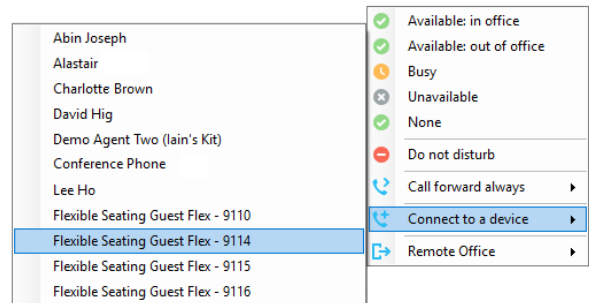 Abin Joseph
Alastair
Charlotte Brown
David Hig
Demo Agent Two (Iain's Kit)
Conference Phone
Lee Ho
Flexible Seating Guest Flex - 9110
Flexible Seating Guest Flex - 9114
Flexible Seating Guest Flex - 9115
Flexible Seating Guest Flex - 9116
Available: in office
Available: out of office
Busy
Unavailable
None
Do not disturb
Call forward always
Connect to a device
Remote Office